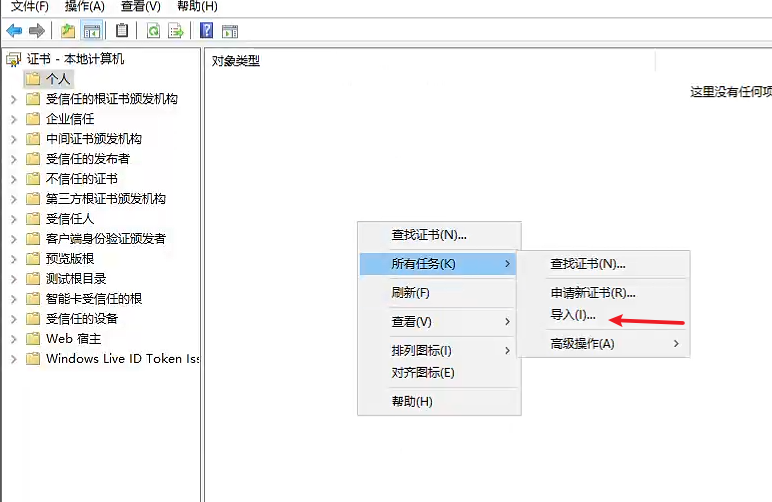 文件(F) 操作(A) 查看(V) 帮助(H)
证书 - 本地计算机
个人
受信任的根证书颁发机构
企业信任
中间证书颁发机构
受信任的发布者
不信任的证书
第三方根证书颁发机构
受信任人
客户端身份验证颁发者
预览版根
测试根目录
智能卡受信任的根
受信任的设备
Web 宿主
Windows Live ID Token Iss
对象类型
这里没有任何项
查找证书(N)...
所有任务(K)
刷新(F)
查看(V)
排列图标(I)
对齐图标(E)
帮助(H)
查找证书(N)...
申请新证书(R)...
导入(I)...
高级操作(A)